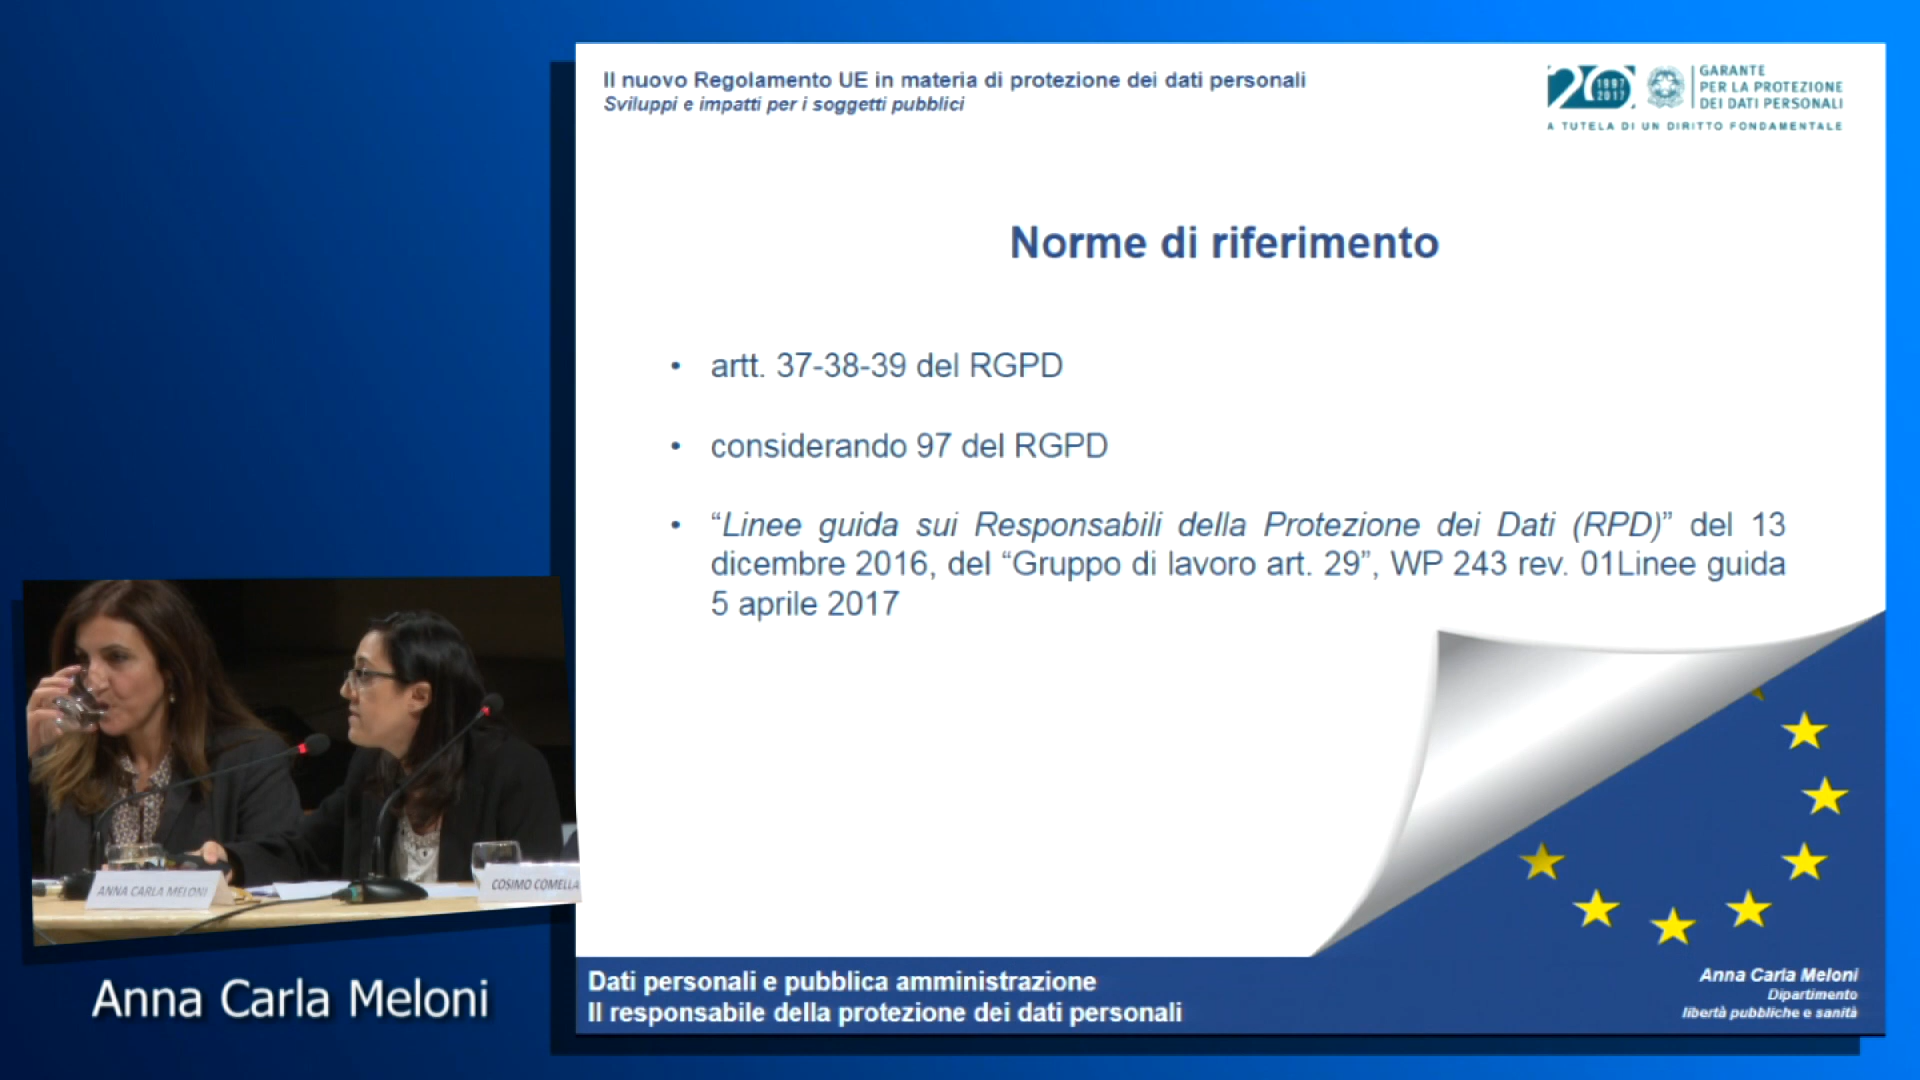 Il nuovo Regolamento UE in materia di protezione dei dati personali
Sviluppi e impatti per i soggetti pubblici
20
1997
2017
GARANTE
PER LA PROTEZIONE
DEI DATI PERSONALI
A TUTELA DI UN DIRITTO FONDAMENTALE
Norme di riferimento
• artt. 37-38-39 del RGPD
• considerando 97 del RGPD
• “Linee guida sui Responsabili della Protezione dei Dati (RPD)” del 13
dicembre 2016, del “Gruppo di lavoro art. 29”, WP 243 rev. 01Linee guida
5 aprile 2017
ANNA CARLA MELONI
COSIMO COMELLA
Anna Carla Meloni
Dati personali e pubblica amministrazione
Il responsabile della protezione dei dati personali
Anna Carla Meloni
Dipartimento
libertà pubbliche e sanità